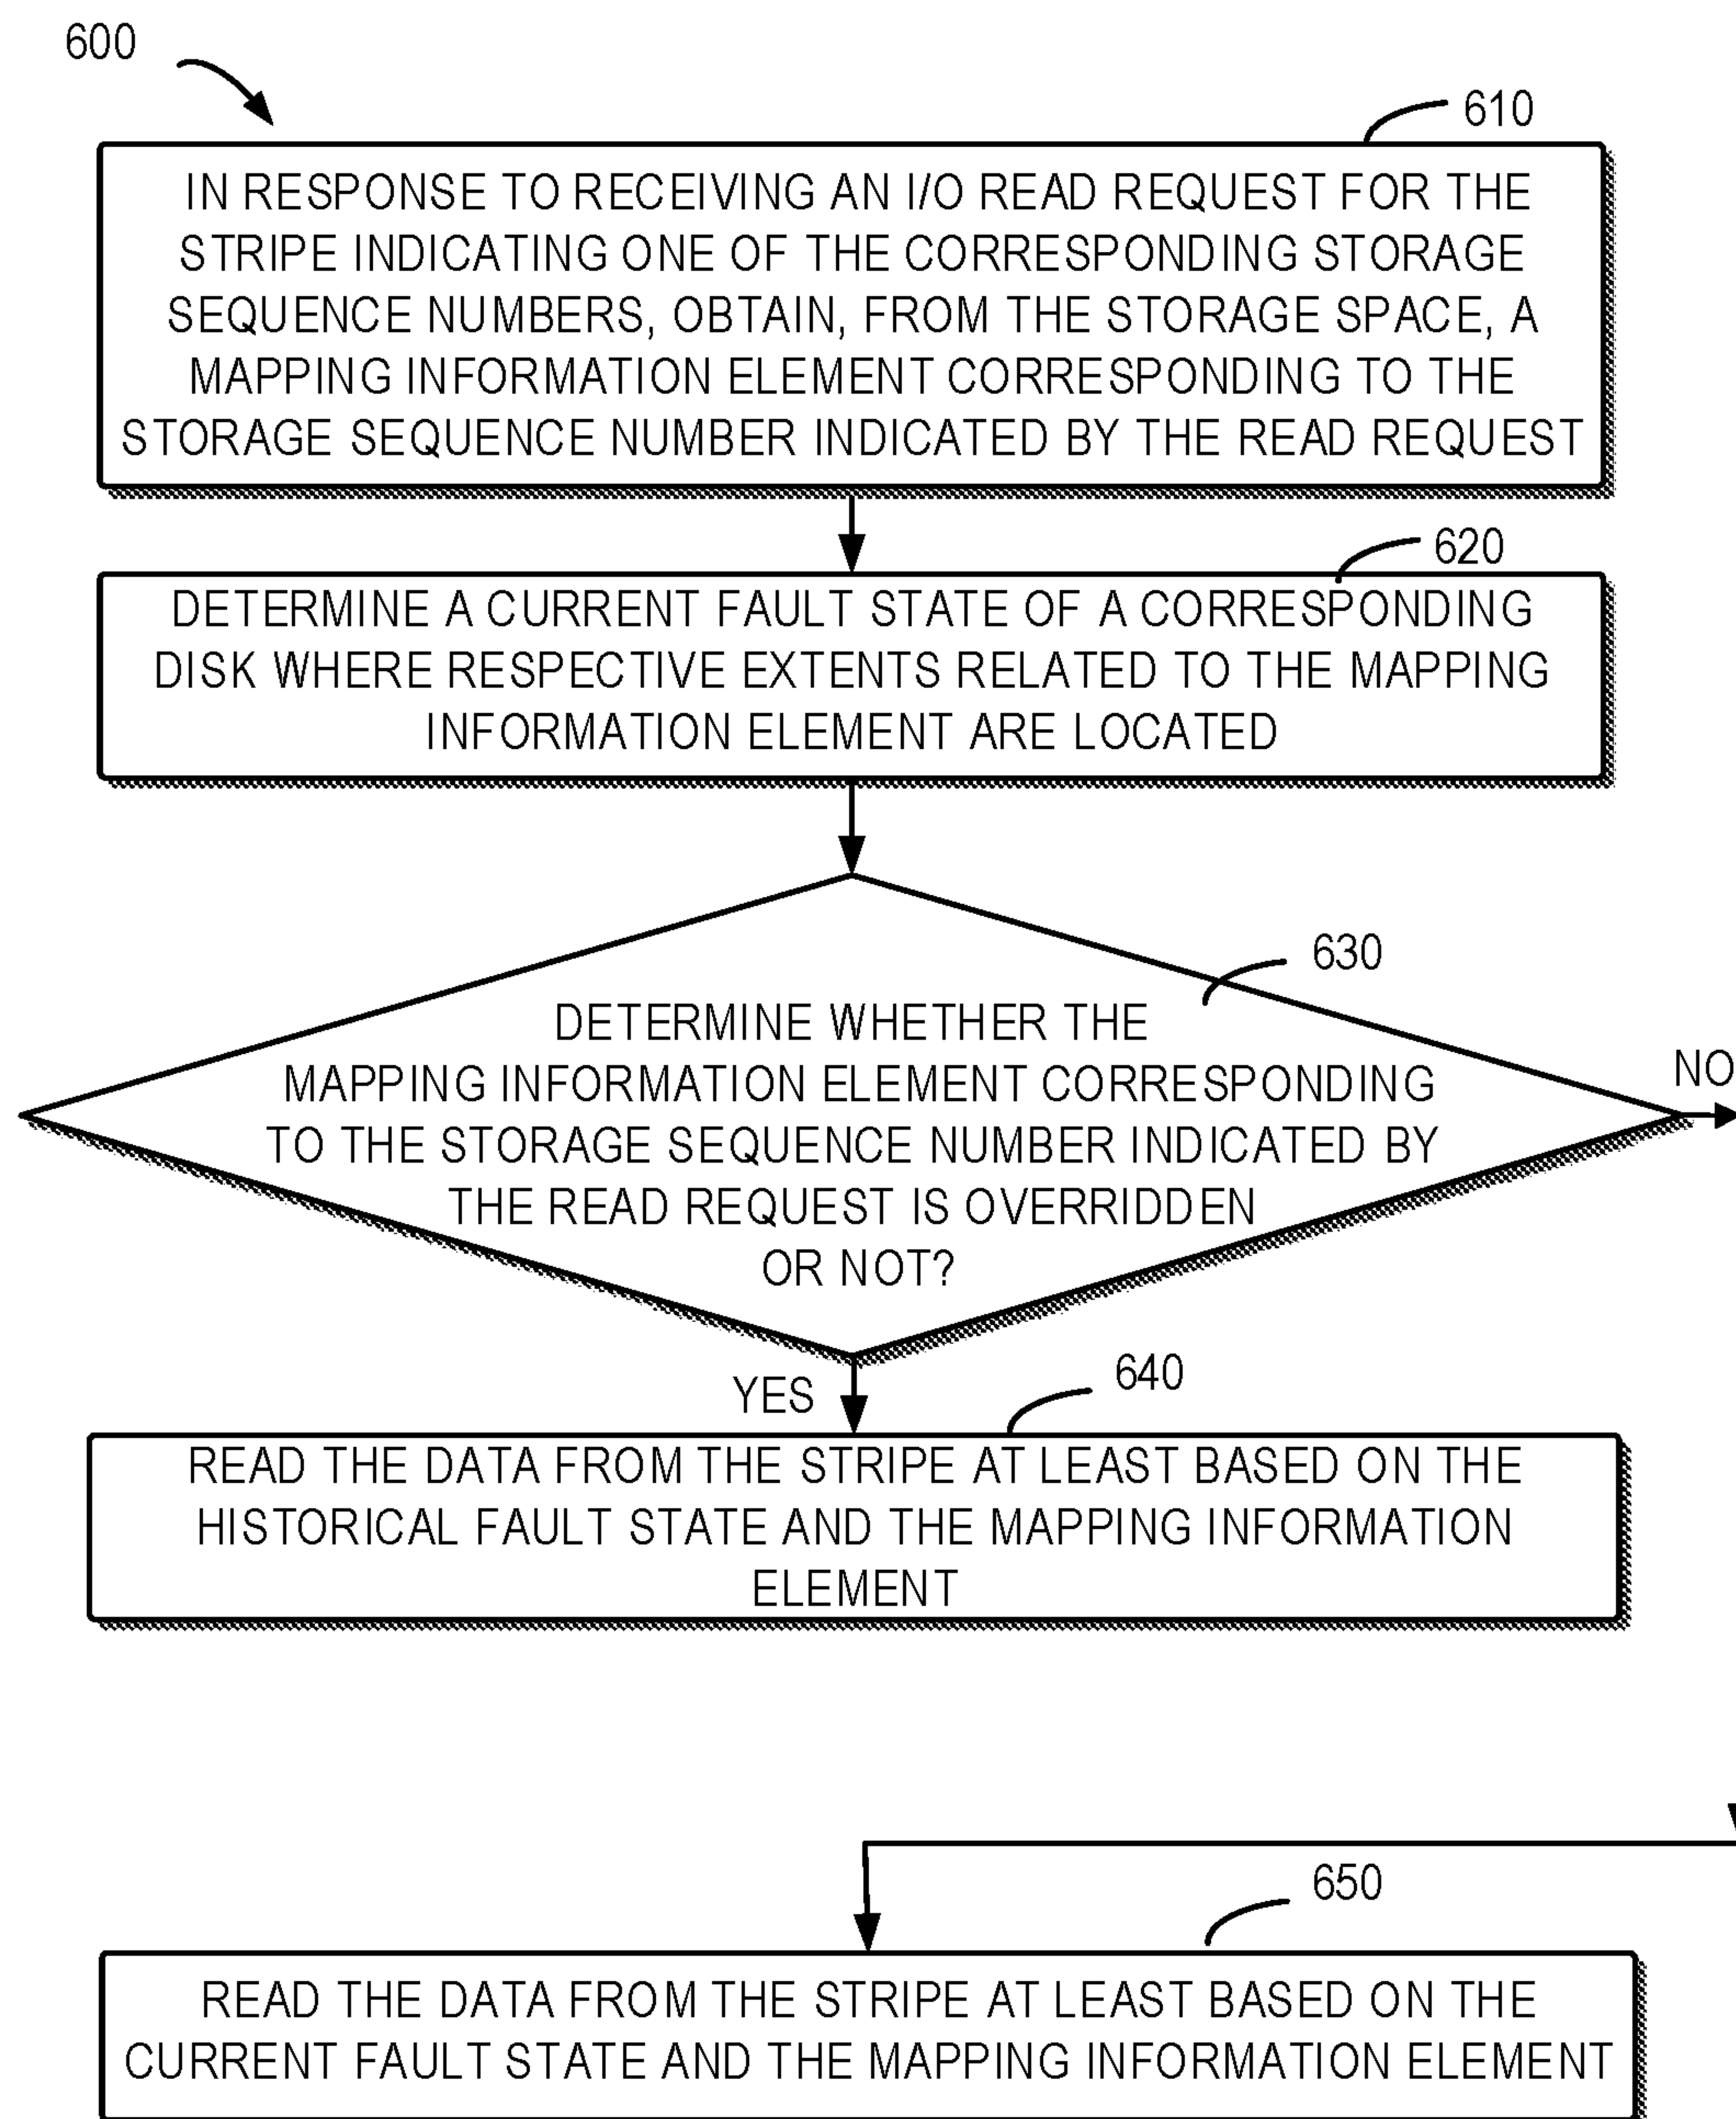 600
610
IN RESPONSE TO RECEIVING AN I/O READ REQUEST FOR THE
STRIPE INDICATING ONE OF THE CORRESPONDING STORAGE
SEQUENCE NUMBERS, OBTAIN, FROM THE STORAGE SPACE, A
MAPPING INFORMATION ELEMENT CORRESPONDING TO THE
STORAGE SEQUENCE NUMBER INDICATED BY THE READ REQUEST
620
DETERMINE A CURRENT FAULT STATE OF A CORRESPONDING
DISK WHERE RESPECTIVE EXTENTS RELATED TO THE MAPPING
INFORMATION ELEMENT ARE LOCATED
630
DETERMINE WHETHER THE
MAPPING INFORMATION ELEMENT CORRESPONDING
TO THE STORAGE SEQUENCE NUMBER INDICATED BY
THE READ REQUEST IS OVERRIDDEN
OR NOT?
NO
YES
640
READ THE DATA FROM THE STRIPE AT LEAST BASED ON THE
HISTORICAL FAULT STATE AND THE MAPPING INFORMATION
ELEMENT
650
READ THE DATA FROM THE STRIPE AT LEAST BASED ON THE
CURRENT FAULT STATE AND THE MAPPING INFORMATION ELEMENT